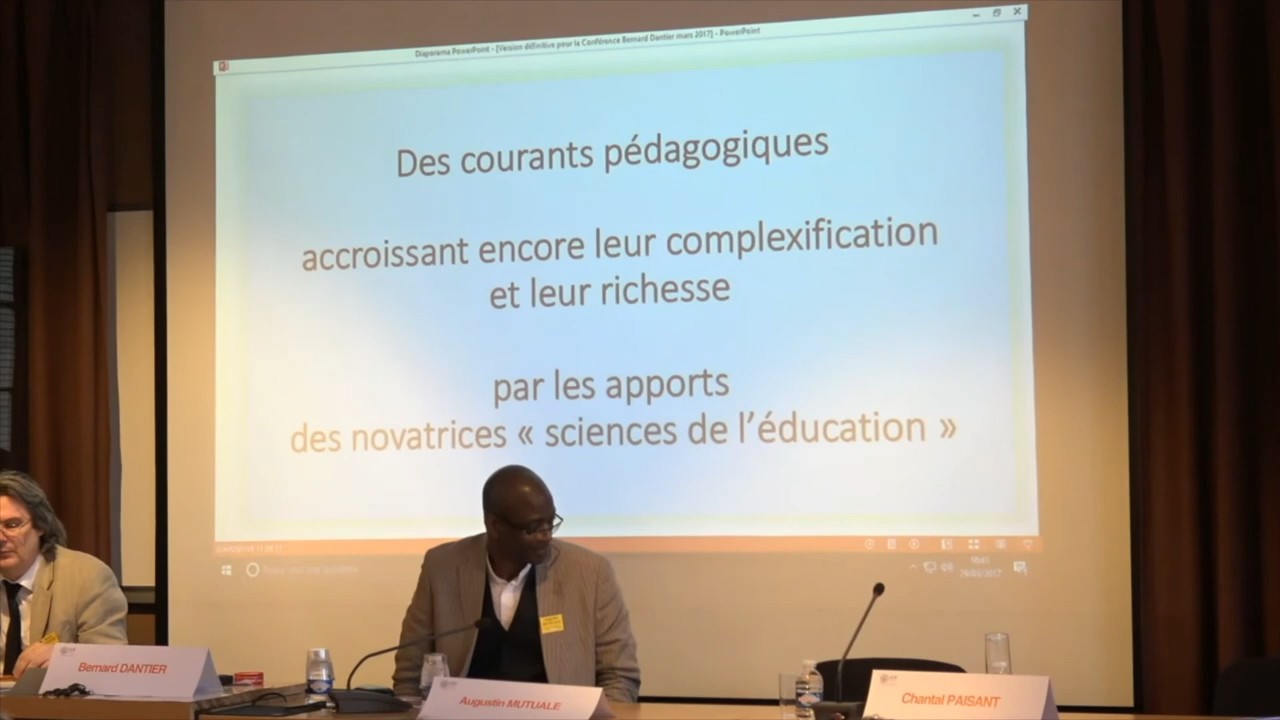 Diaporama PowerPoint - [Version définitive pour la Conférence Bernard Dantier mars 2017] - PowerPoint
Des courants pédagogiques
accroissant encore leur complexification
et leur richesse
par les apports
des novatrices « sciences de l'éducation »
Bernard DANTIER
Augustin MUTUALE
Chantal PAISANT